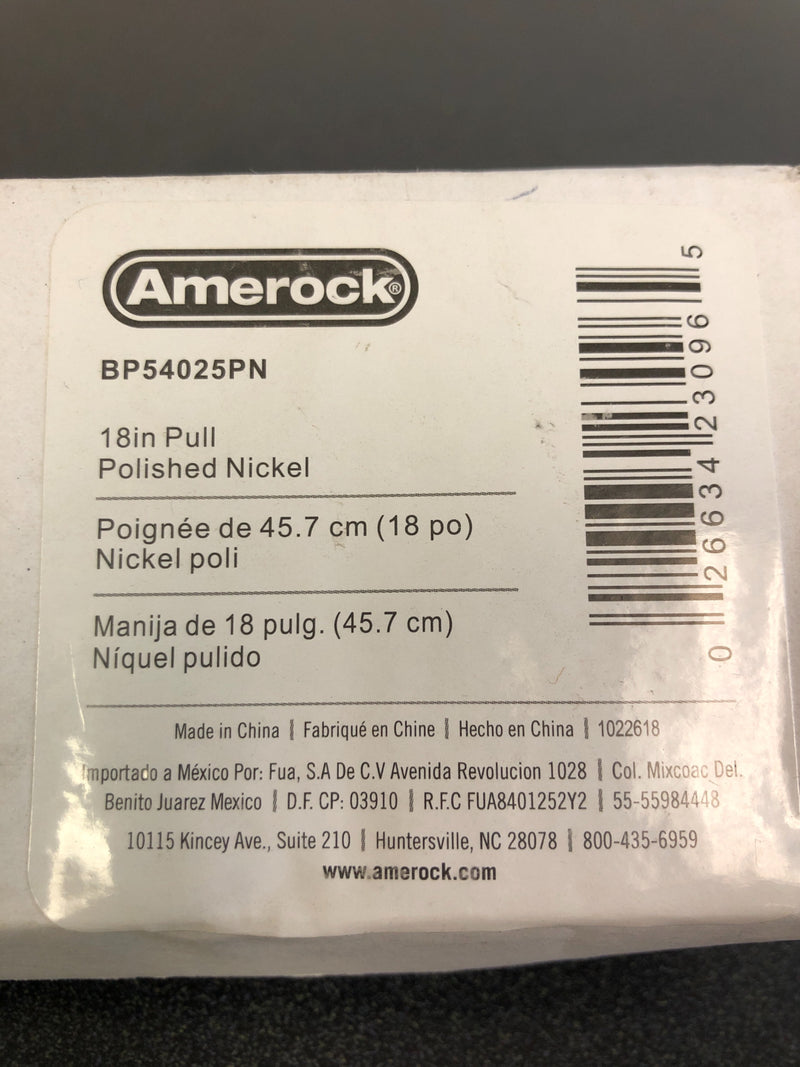 Amerock®
BP54025PN
18in Pull
Polished Nickel
Poignée de 45.7 cm (18 po)
Nickel poli
Manija de 18 pulg. (45.7 cm)
Níquel pulido
0 26634 23096 5
Made in China | Fabriqué en Chine | Hecho en China | 1022618
Importado a México Por: Fua, S.A De C.V Avenida Revolucion 1028 | Col. Mixcoac Del.
Benito Juarez Mexico | D.F. CP: 03910 | R.F.C FUA8401252Y2 | 55-55984448
10115 Kincey Ave., Suite 210 | Huntersville, NC 28078 | 800-435-6959
www.amerock.com